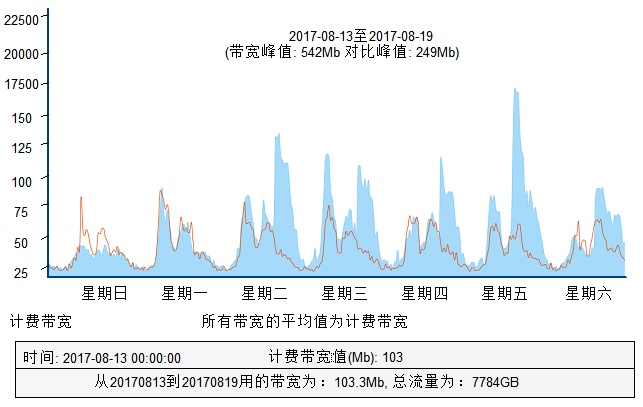 22500
2017-08-13至2017-08-19
(带宽峰值: 542Mb 对比峰值: 249Mb)
20000
17500
150
125
100
75
50
25
星期日 星期一 星期二 星期三 星期四 星期五 星期六
计费带宽 所有带宽的平均值为计费带宽
时间: 2017-08-13 00:00:00 计费带宽值(Mb): 103
从20170813到20170819用的带宽为：103.3Mb, 总流量为：7784GB